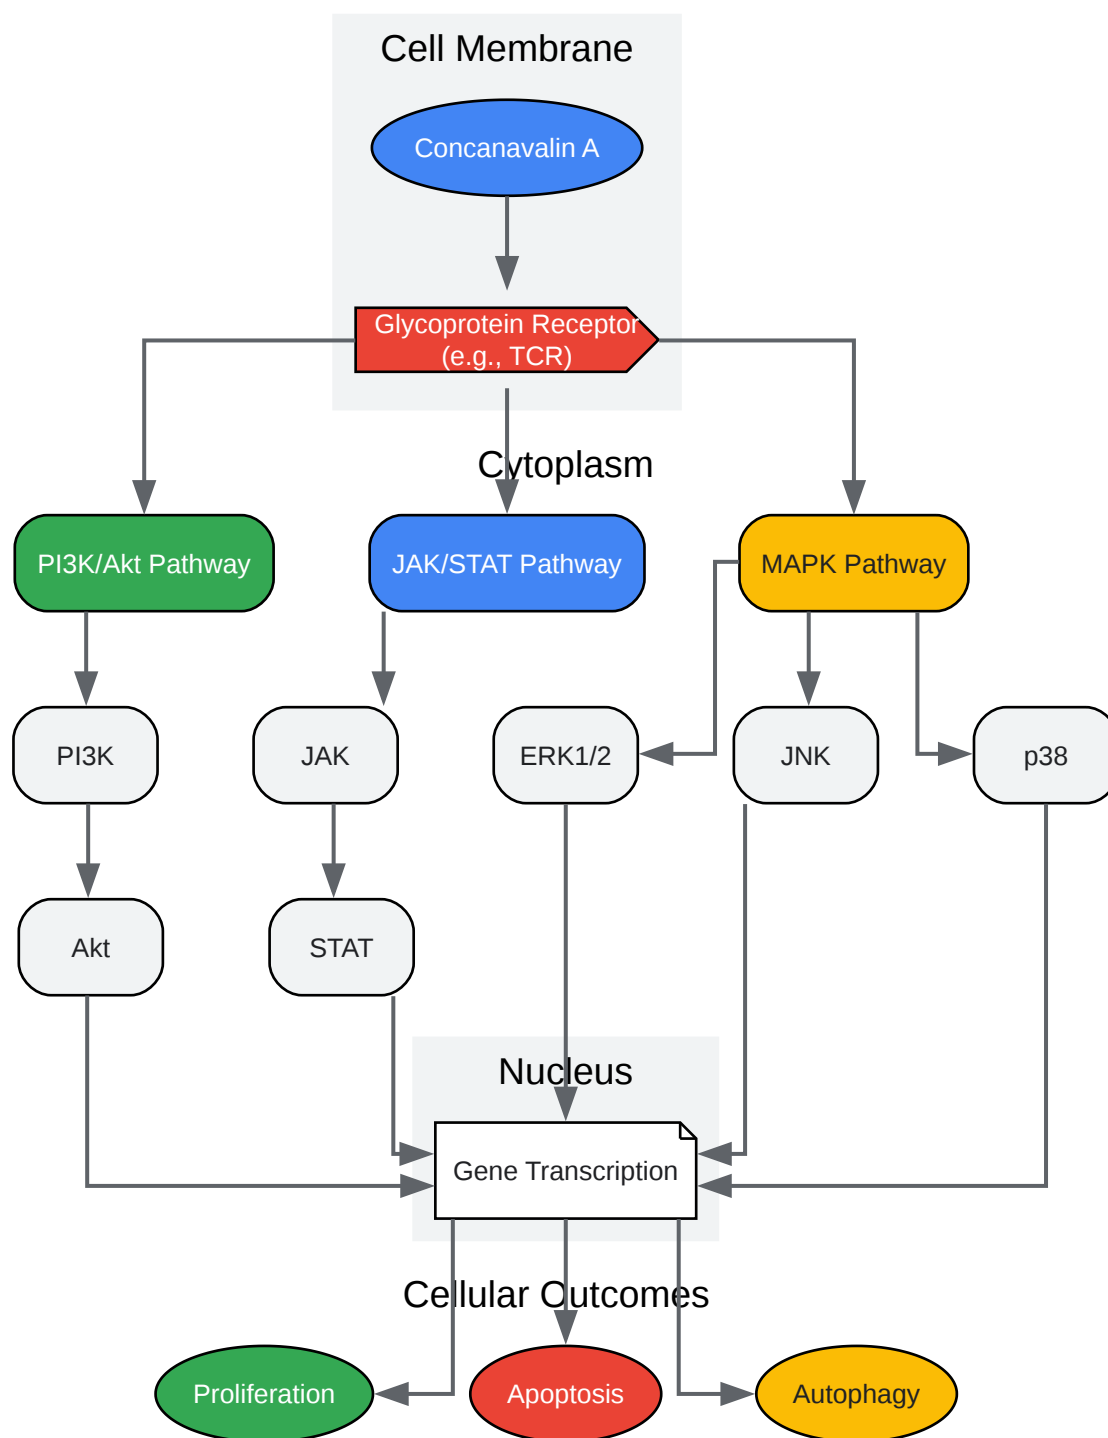 Cell Membrane
Concanavalin A
Glycoprotein Receptor
(e.g., TCR)
Cytoplasm
PI3K/Akt Pathway
JAK/STAT Pathway
MAPK Pathway
PI3K
JAK
ERK1/2
JNK
p38
Akt
STAT
Nucleus
Gene Transcription
Cellular Outcomes
Proliferation
Apoptosis
Autophagy